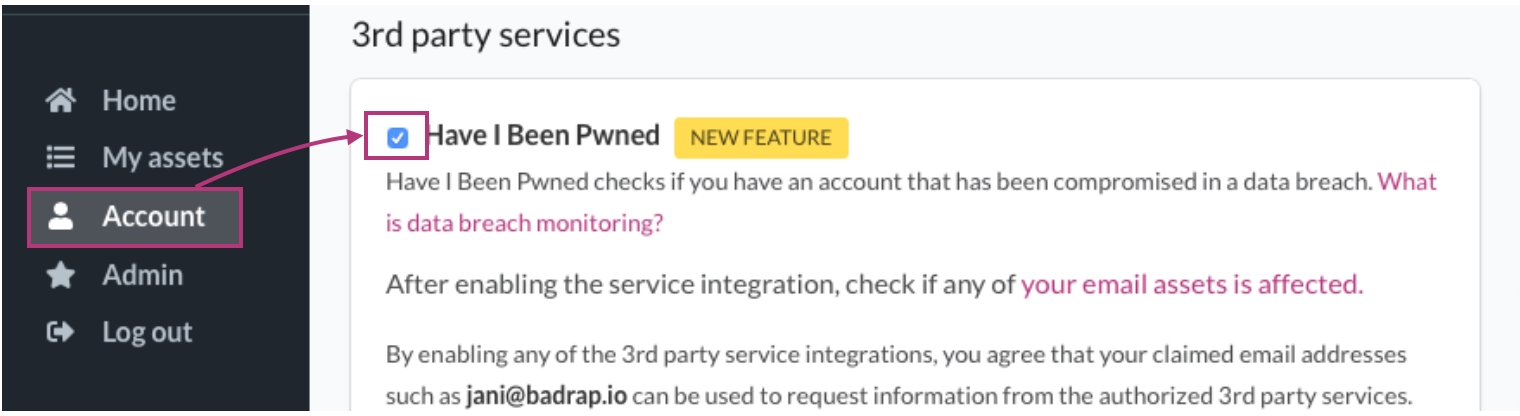 3rd party services
Home
My assets
Account
Admin
Log out
Have I Been Pwned NEW FEATURE
Have I Been Pwned checks if you have an account that has been compromised in a data breach. What
is data breach monitoring?
After enabling the service integration, check if any of your email assets is affected.
By enabling any of the 3rd party service integrations, you agree that your claimed email addresses
such as jani@badrap.io can be used to request information from the authorized 3rd party services.